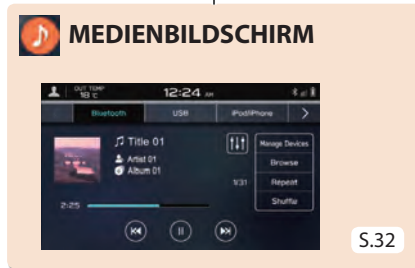 MEDIENBILDSCHIRM
OUT TEMP
18 °C
12:24 AM
Bluetooth USB iPod/iPhone
Title 01
Artist 01
Album 01
Manage Devices
Browse
1/31 Repeat
Shuffle
2:25
S.32